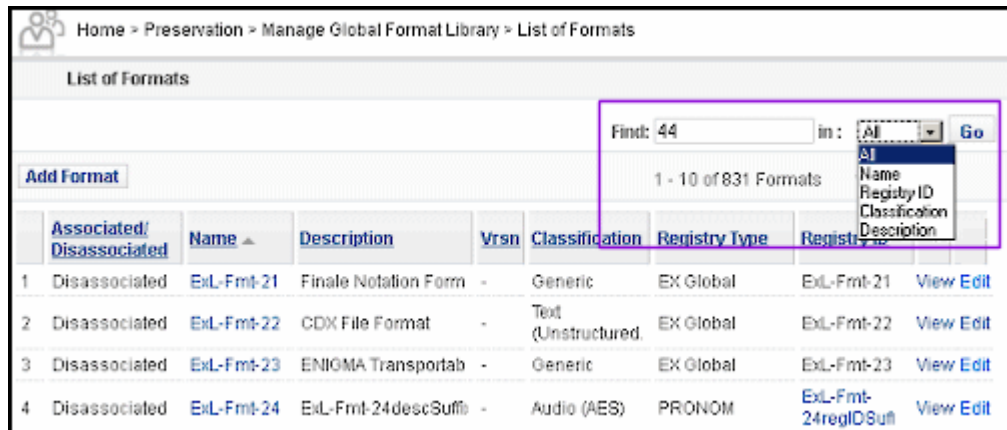 Home > Preservation > Manage Global Format Library > List of Formats
List of Formats
Find: 44 in : All Go
All
Name
Registry ID
Classification
Description
Add Format 1 - 10 of 831 Formats
Associated/ Disassociated Name Description Vrsn Classification Registry Type
1 Disassociated ExL-Fmt-21 Finale Notation Form - Generic EX Global ExL-Fmt-21 View Edit
2 Disassociated ExL-Fmt-22 CDX File Format - Text (Unstructured. EX Global ExL-Fmt-22 View Edit
3 Disassociated ExL-Fmt-23 ENIGMA Transportab - Generic EX Global ExL-Fmt-23 View Edit
4 Disassociated ExL-Fmt-24 ExL-Fmt-24descSuffi - Audio (AES) PRONOM ExL-Fmt-24regIDSuf View Edit